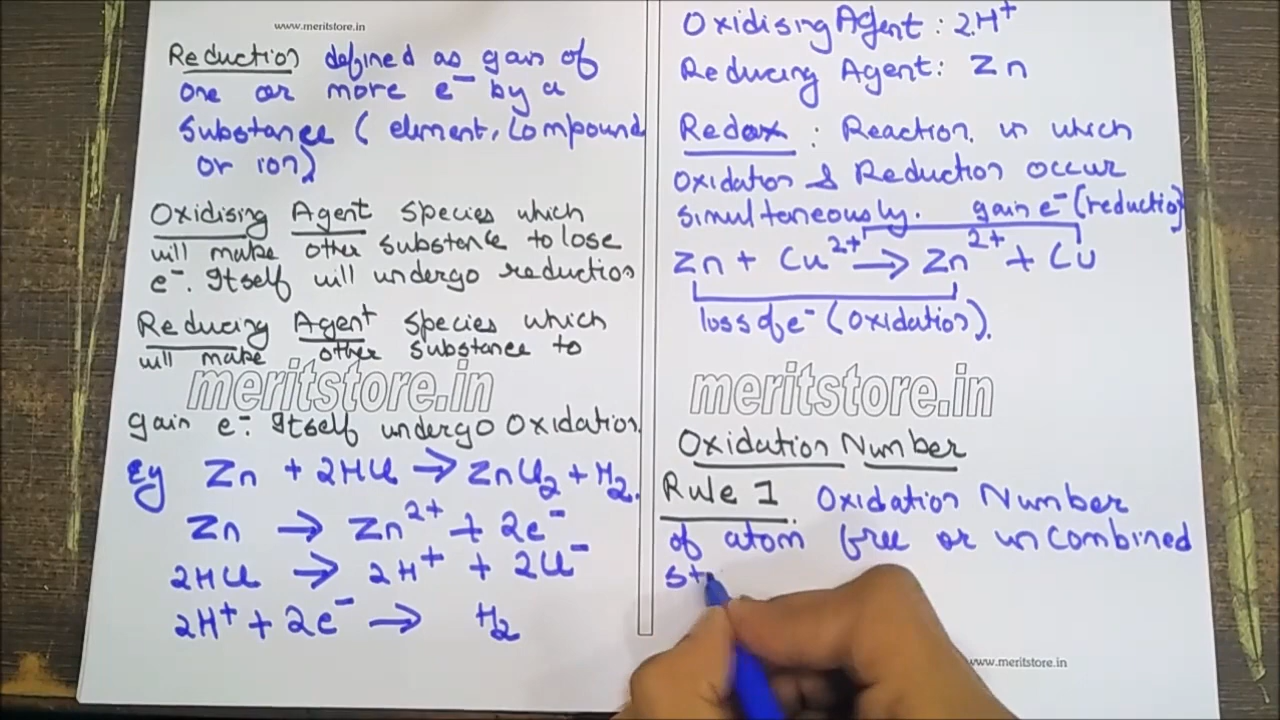 www.meritstore.in
Reduction defined as gain of
one or more e⁻ by a
Substance ( element, Compound
or ion)
Oxidising Agent Species which
will make other substance to lose
e⁻. Itself will undergo reduction
Reducing Agent Species which
will make other substance to
meritstore.in
gain e⁻. Itself undergo Oxidation.
Eg Zn + 2HCl → ZnCl₂ + H₂.
Zn → Zn²⁺ + 2e⁻
2HCl → 2H⁺ + 2Cl⁻
2H⁺ + 2e⁻ → H₂
Oxidising Agent : 2H⁺
Reducing Agent : Zn
Redox : Reaction in which
Oxidation & Reduction occur
simultaneously. gain e⁻ (reduction)
Zn + Cu²⁺ → Zn²⁺ + Cu
loss of e⁻ (Oxidation).
meritstore.in
Oxidation Number
Rule 1. Oxidation Number
of atom free or uncombined
st
www.meritstore.in